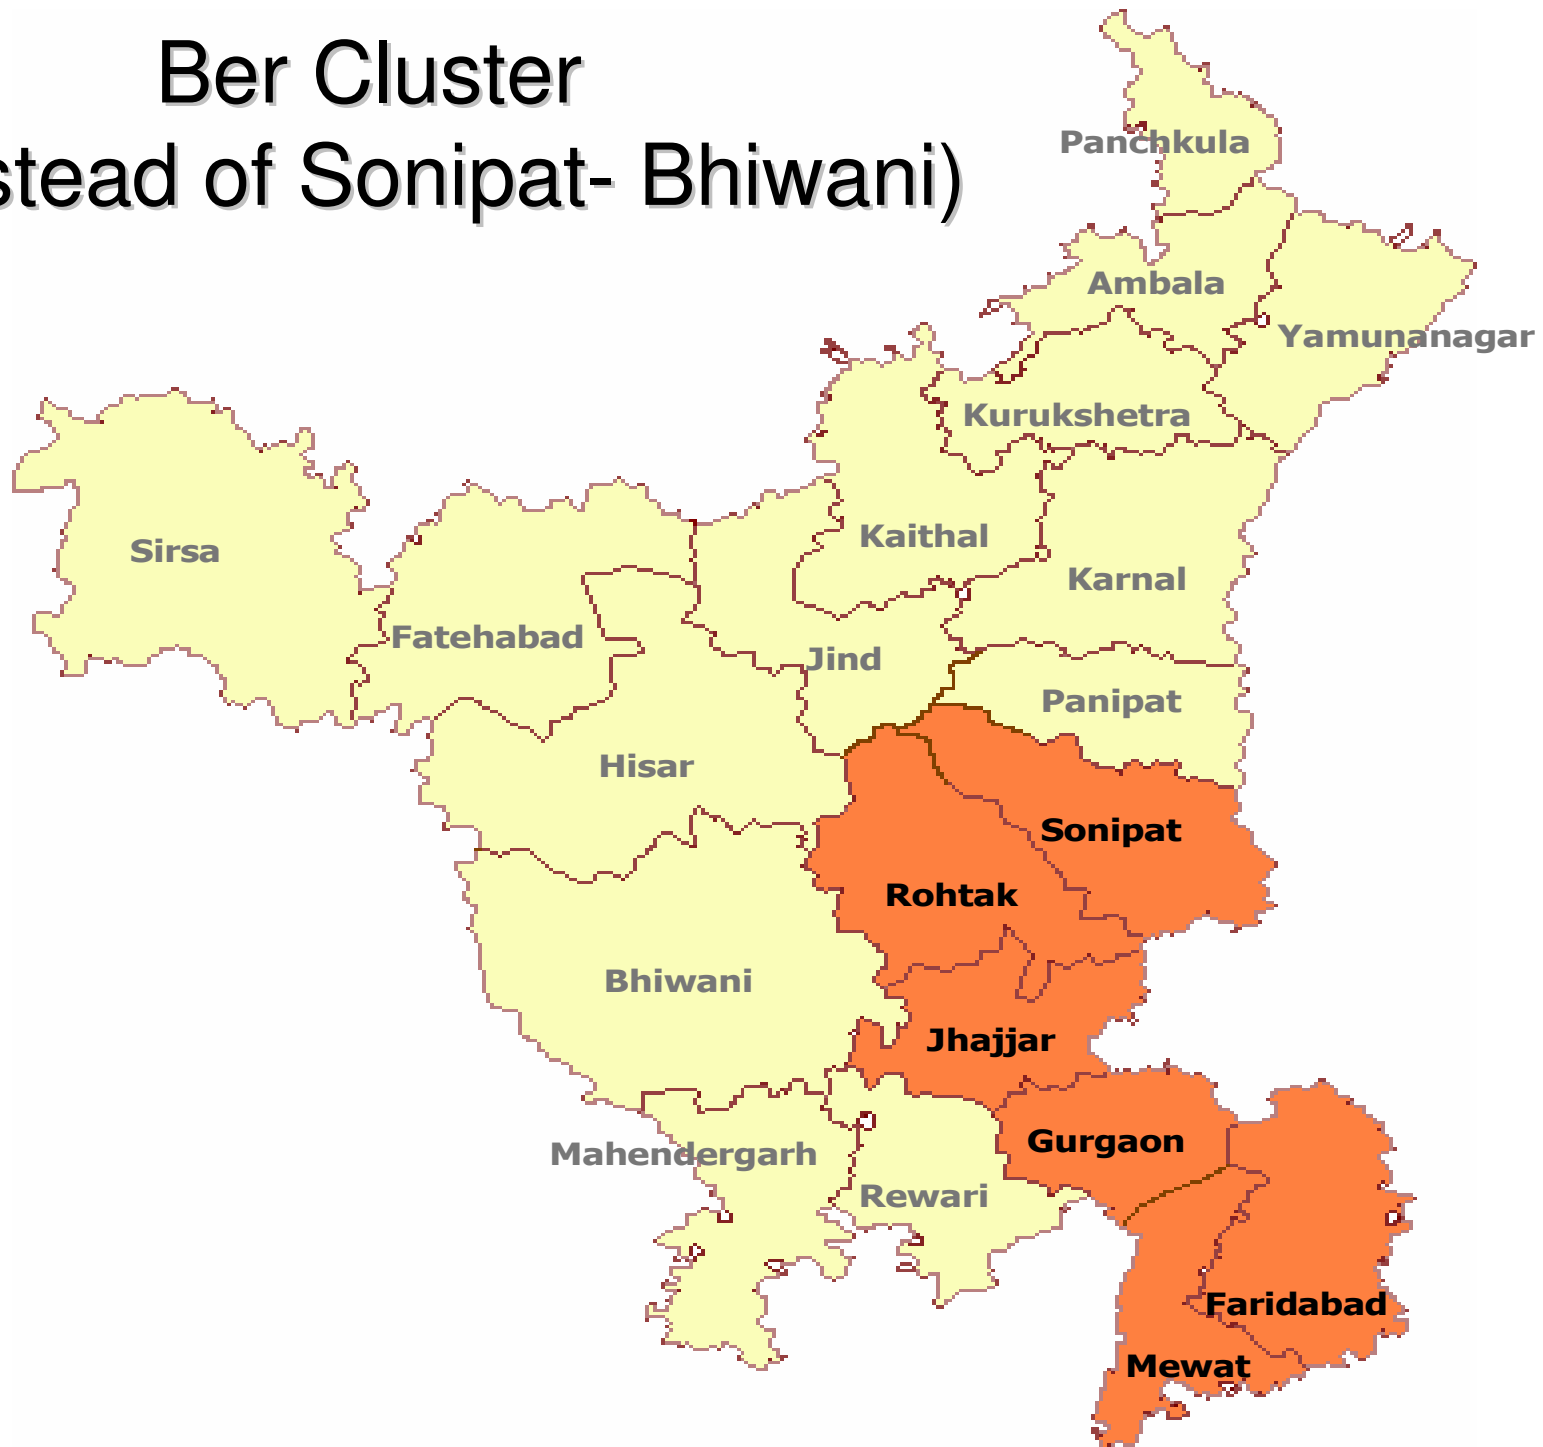 Ber Cluster
stead of Sonipat- Bhiwani)
Panchkula
Ambala
Yamunanagar
Kurukshetra
Kaithal
Sirsa
Karnal
Fatehabad
Jind
Panipat
Hisar
Sonipat
Rohtak
Bhiwani
Jhajjar
Gurgaon
Mahendergarh
Rewari
Faridabad
Mewat